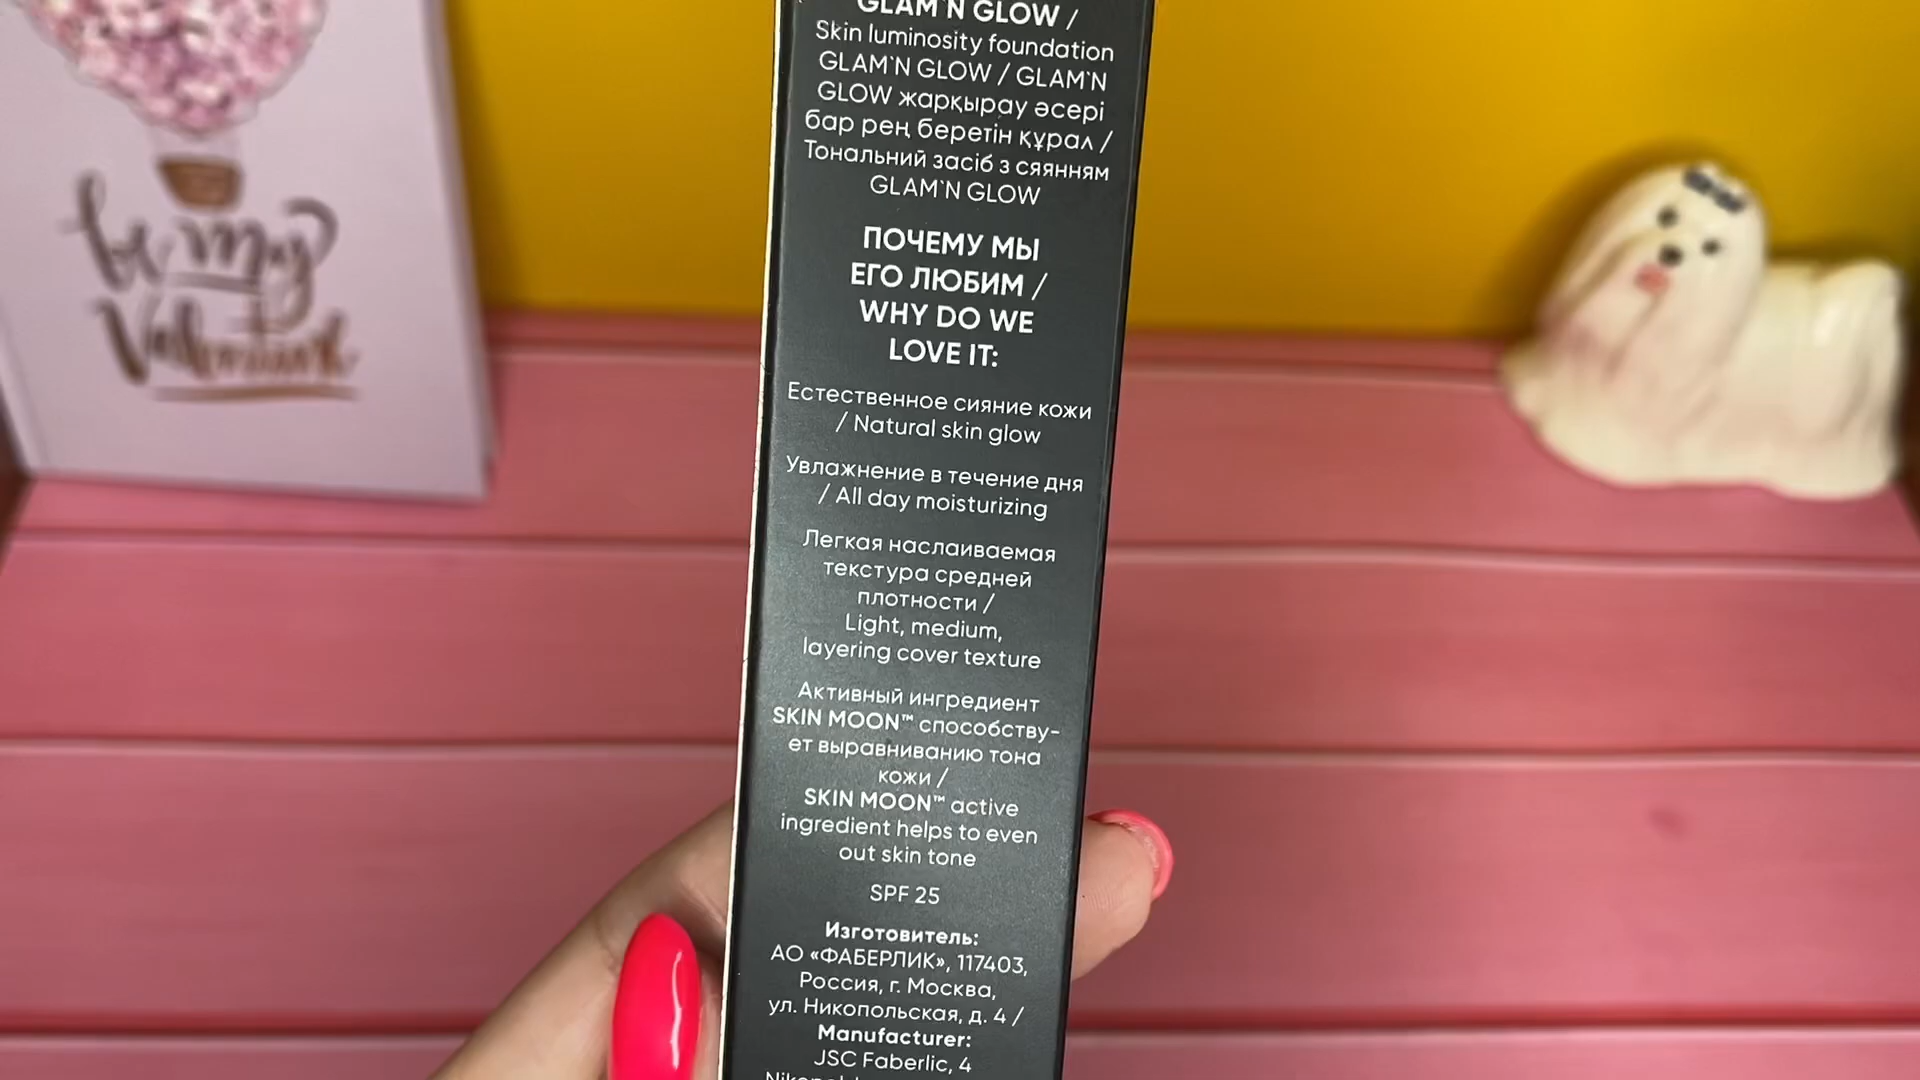 be my
Valentine
GLAM`N GLOW /
Skin luminosity foundation
GLAM`N GLOW / GLAM`N
GLOW жарқырау әсері
бар рең беретін құрал /
Тональний засіб з сяянням
GLAM`N GLOW
ПОЧЕМУ МЫ
ЕГО ЛЮБИМ /
WHY DO WE
LOVE IT:
Естественное сияние кожи
/ Natural skin glow
Увлажнение в течение дня
/ All day moisturizing
Легкая наслаиваемая
текстура средней
плотности /
Light, medium,
layering cover texture
Активный ингредиент
SKIN MOON™ способству-
ет выравниванию тона
кожи /
SKIN MOON™ active
ingredient helps to even
out skin tone
SPF 25
Изготовитель:
АО «ФАБЕРЛИК», 117403,
Россия, г. Москва,
ул. Никопольская, д. 4 /
Manufacturer:
JSC Faberlic, 4